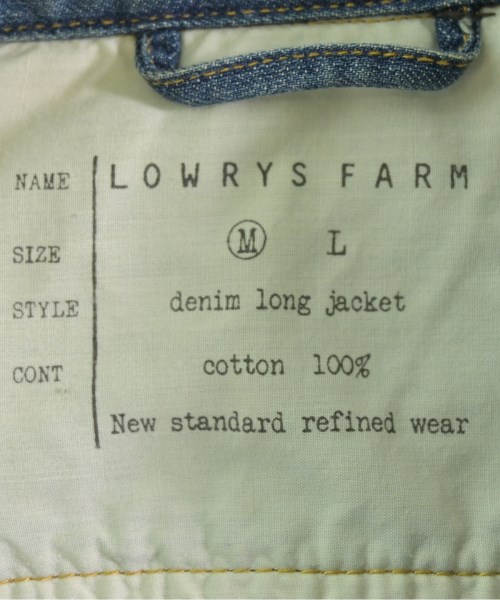 NAME LOWRYS FARM
SIZE M L
STYLE denim long jacket
CONT cotton 100%
New standard refined wear